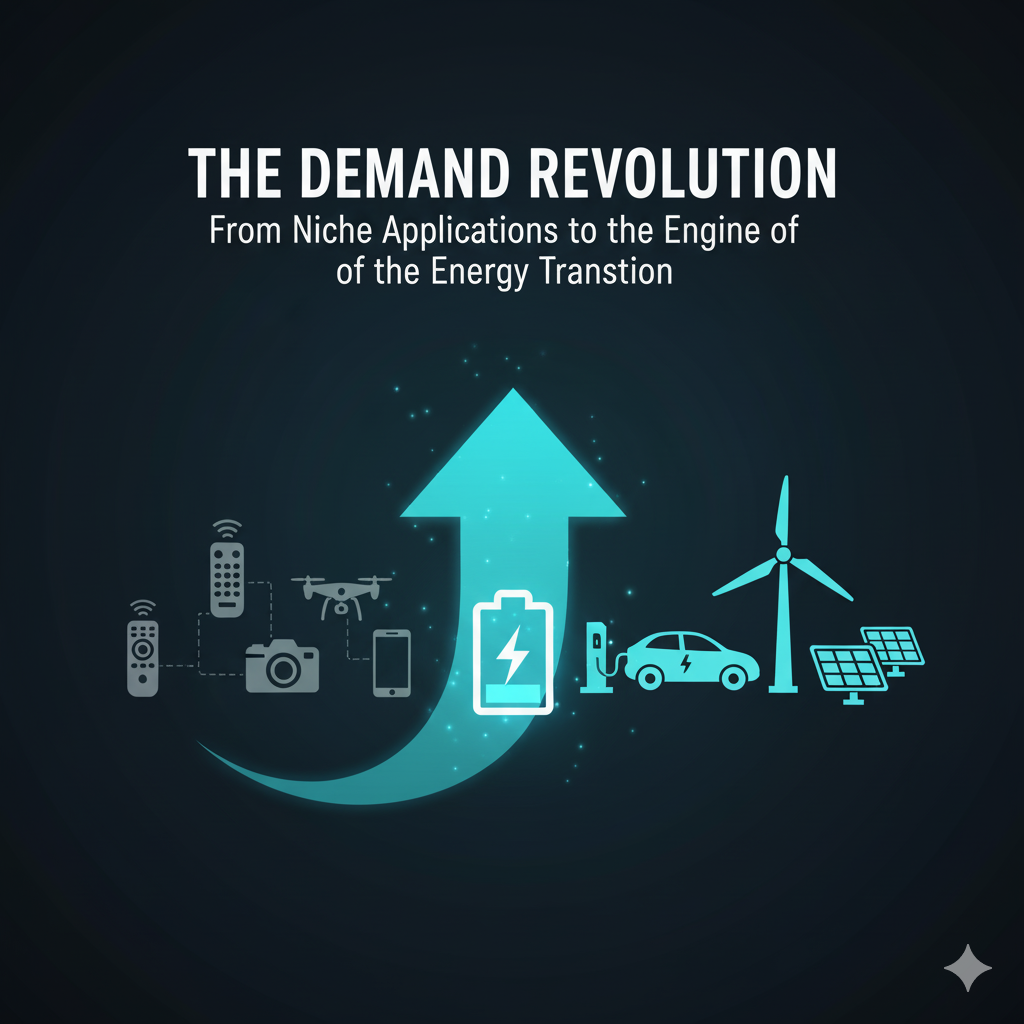 THE DEMAND REVOLUTION
From Niche Applications to the Engine of
of the Energy Transtion